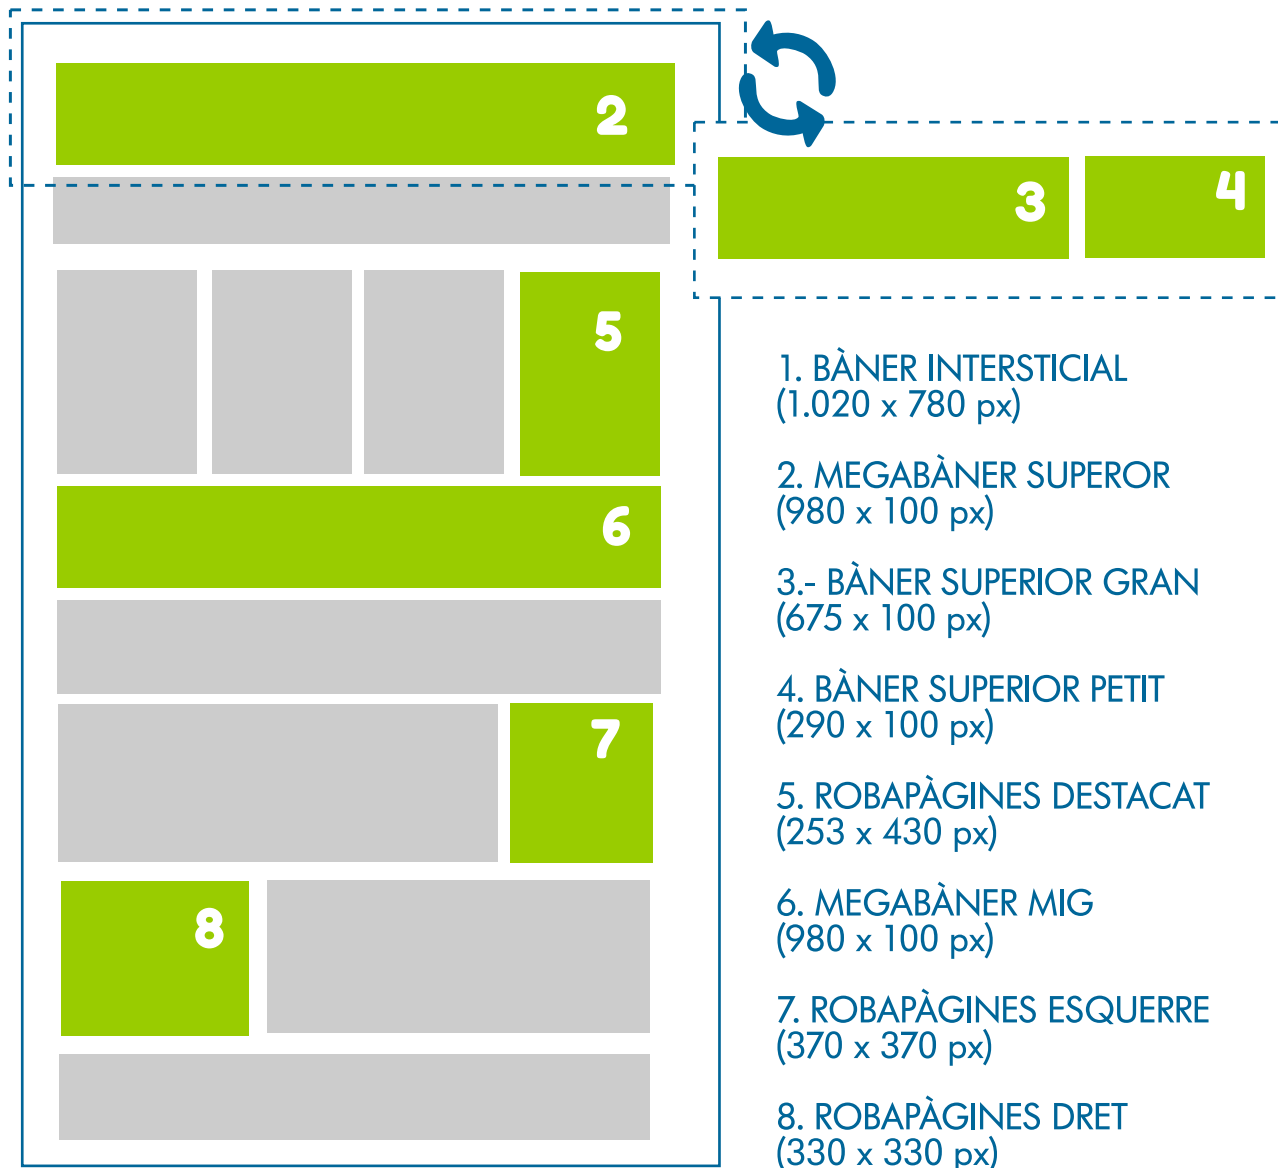 2
3
4
5
6
7
8
1. BÀNER INTERSTICIAL
(1.020 x 780 px)
2. MEGABÀNER SUPEROR
(980 x 100 px)
3.- BÀNER SUPERIOR GRAN
(675 x 100 px)
4. BÀNER SUPERIOR PETIT
(290 x 100 px)
5. ROBAPÀGINES DESTACAT
(253 x 430 px)
6. MEGABÀNER MIG
(980 x 100 px)
7. ROBAPÀGINES ESQUERRE
(370 x 370 px)
8. ROBAPÀGINES DRET
(330 x 330 px)